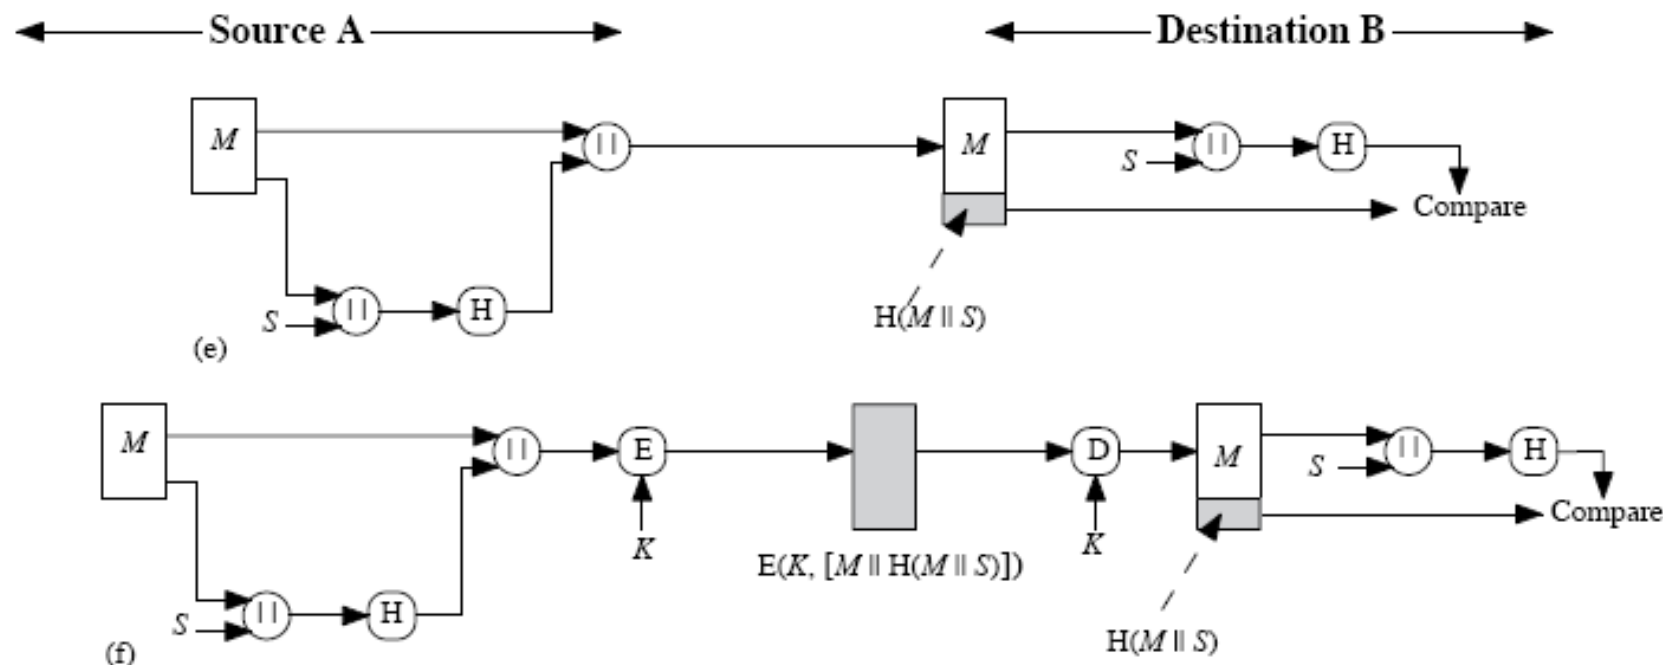 Source A
Destination B
M
||
M
||
H
S
Compare
S
||
H
H(M || S)
(e)
M
||
E
D
M
||
H
S
K
K
Compare
E(K, [M || H(M || S)])
S
||
H
H(M || S)
(f)